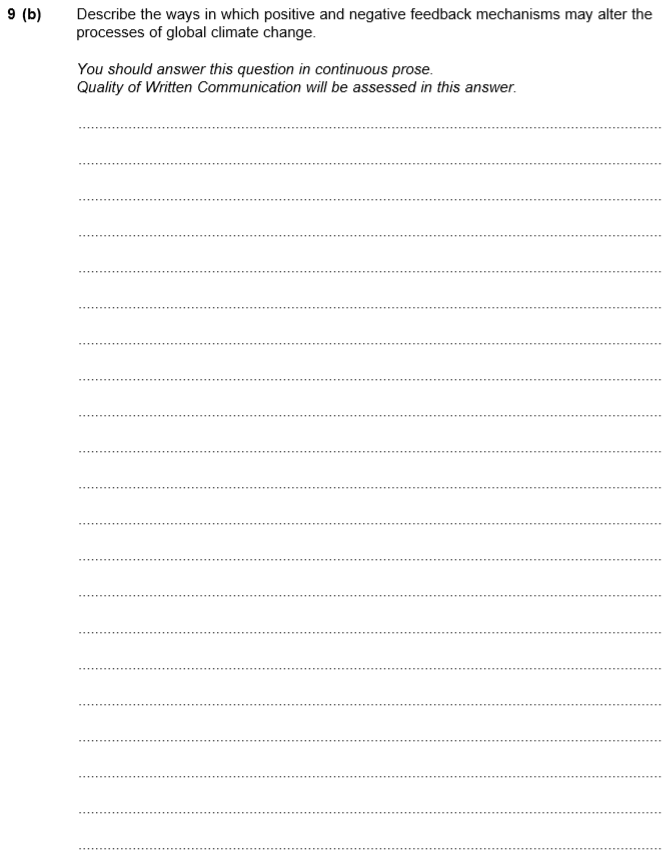 9 (b) Describe the ways in which positive and negative feedback mechanisms may alter the
processes of global climate change.
You should answer this question in continuous prose.
Quality of Written Communication will be assessed in this answer.